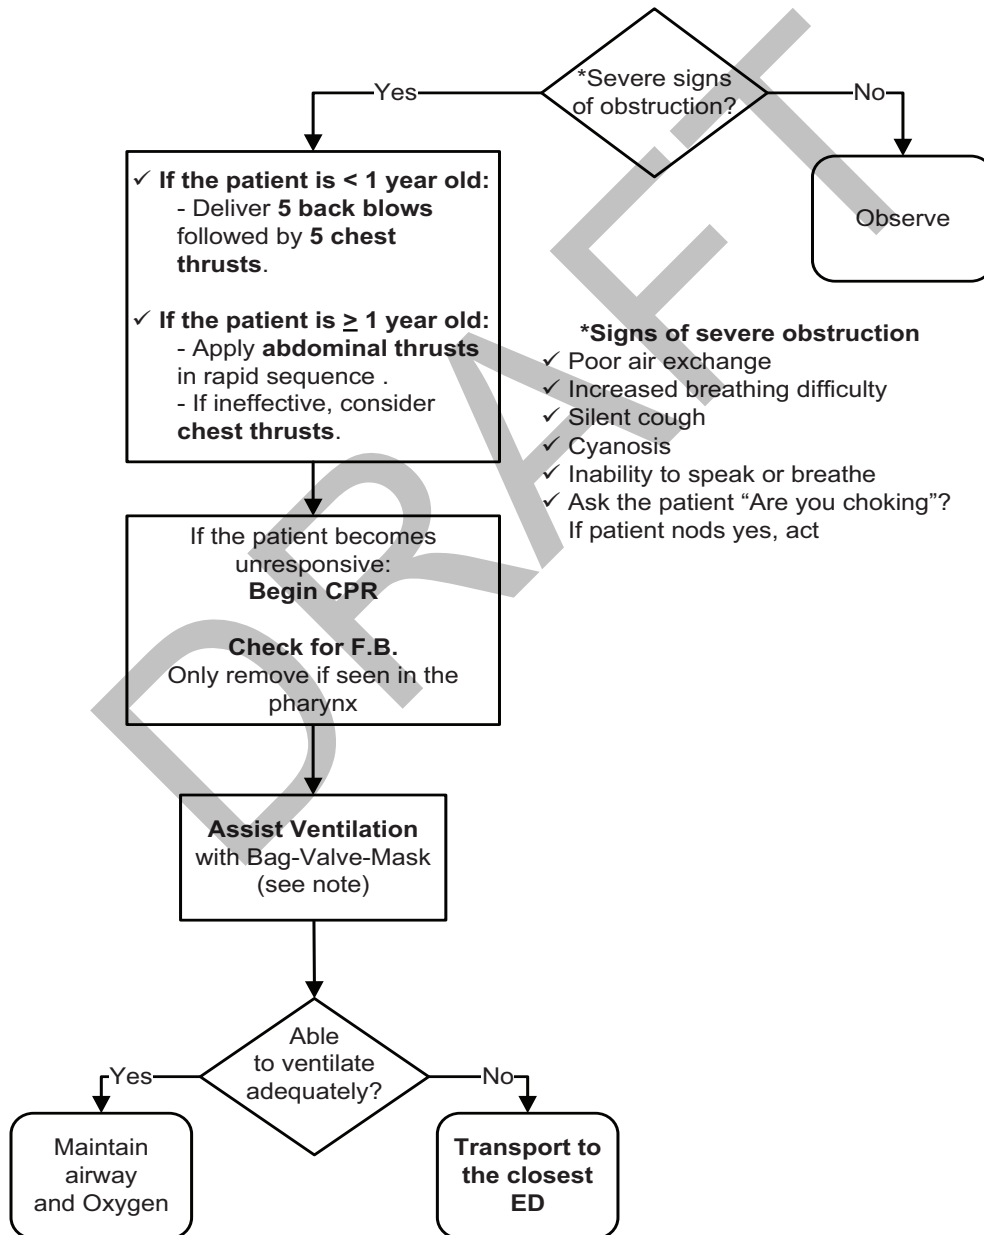 *Severe signs
of obstruction?
Yes
No
✓ If the patient is < 1 year old:
- Deliver 5 back blows
followed by 5 chest
thrusts.
✓ If the patient is ≥ 1 year old:
- Apply abdominal thrusts
in rapid sequence .
- If ineffective, consider
chest thrusts.
Observe
*Signs of severe obstruction
✓ Poor air exchange
✓ Increased breathing difficulty
✓ Silent cough
✓ Cyanosis
✓ Inability to speak or breathe
✓ Ask the patient “Are you choking”?
If patient nods yes, act
If the patient becomes
unresponsive:
Begin CPR
Check for F.B.
Only remove if seen in the
pharynx
Assist Ventilation
with Bag-Valve-Mask
(see note)
Able
to ventilate
adequately?
Yes
No
Maintain
airway
and Oxygen
Transport to
the closest
ED
DRAFT